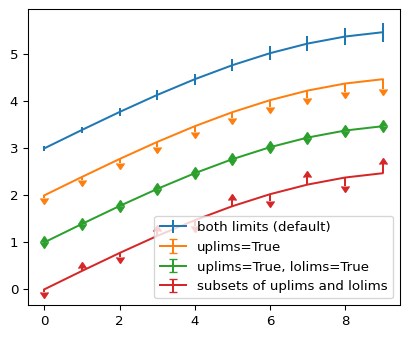 5
4
3
2
1
0
both limits (default)
uplims=True
uplims=True, lolims=True
subsets of uplims and lolims
0 2 4 6 8